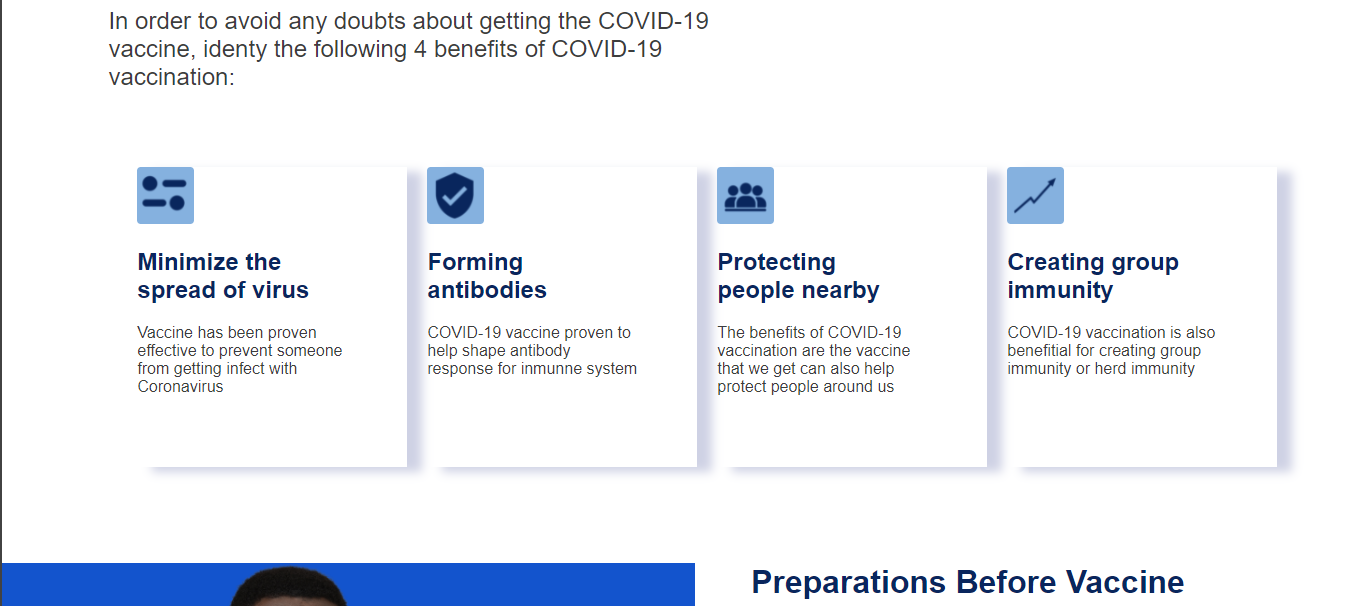 In order to avoid any doubts about getting the COVID-19
vaccine, identy the following 4 benefits of COVID-19
vaccination:
Minimize the
spread of virus
Vaccine has been proven
effective to prevent someone
from getting infect with
Coronavirus
Forming
antibodies
COVID-19 vaccine proven to
help shape antibody
response for inmunne system
Protecting
people nearby
The benefits of COVID-19
vaccination are the vaccine
that we get can also help
protect people around us
Creating group
immunity
COVID-19 vaccination is also
benefitial for creating group
immunity or herd immunity
Preparations Before Vaccine